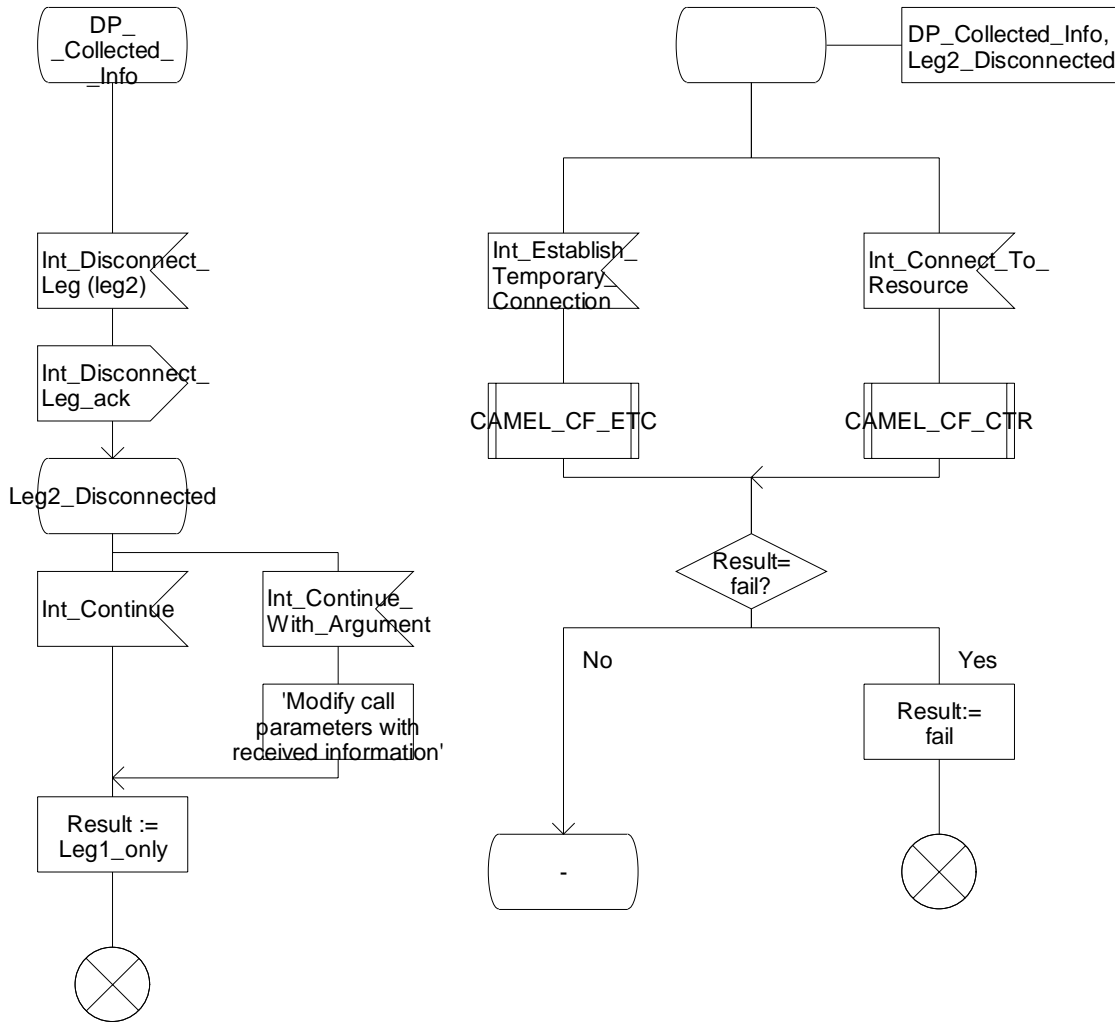 DP_
_Collected_
_Info
Int_Disconnect_
Leg (leg2)
Int_Disconnect_
Leg_ack
Leg2_Disconnected
Int_Continue
Int_Continue_
With_Argument
'Modify call
parameters with
received information'
Result :=
Leg1_only
DP_Collected_Info,
Leg2_Disconnected
Int_Establish_
Temporary_
Connection
Int_Connect_To_
Resource
CAMEL_CF_ETC
CAMEL_CF_CTR
Result=
fail?
No
Yes
Result:=
fail
-